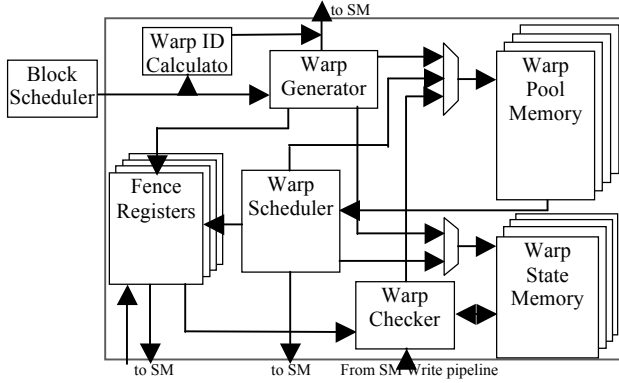 to SM
Warp ID
Calculato
Block
Scheduler
Warp
Generator
Warp
Pool
Memory
Fence
Registers
Warp
Scheduler
Warp
State
Memory
Warp
Checker
to SM
to SM
From SM Write pipeline